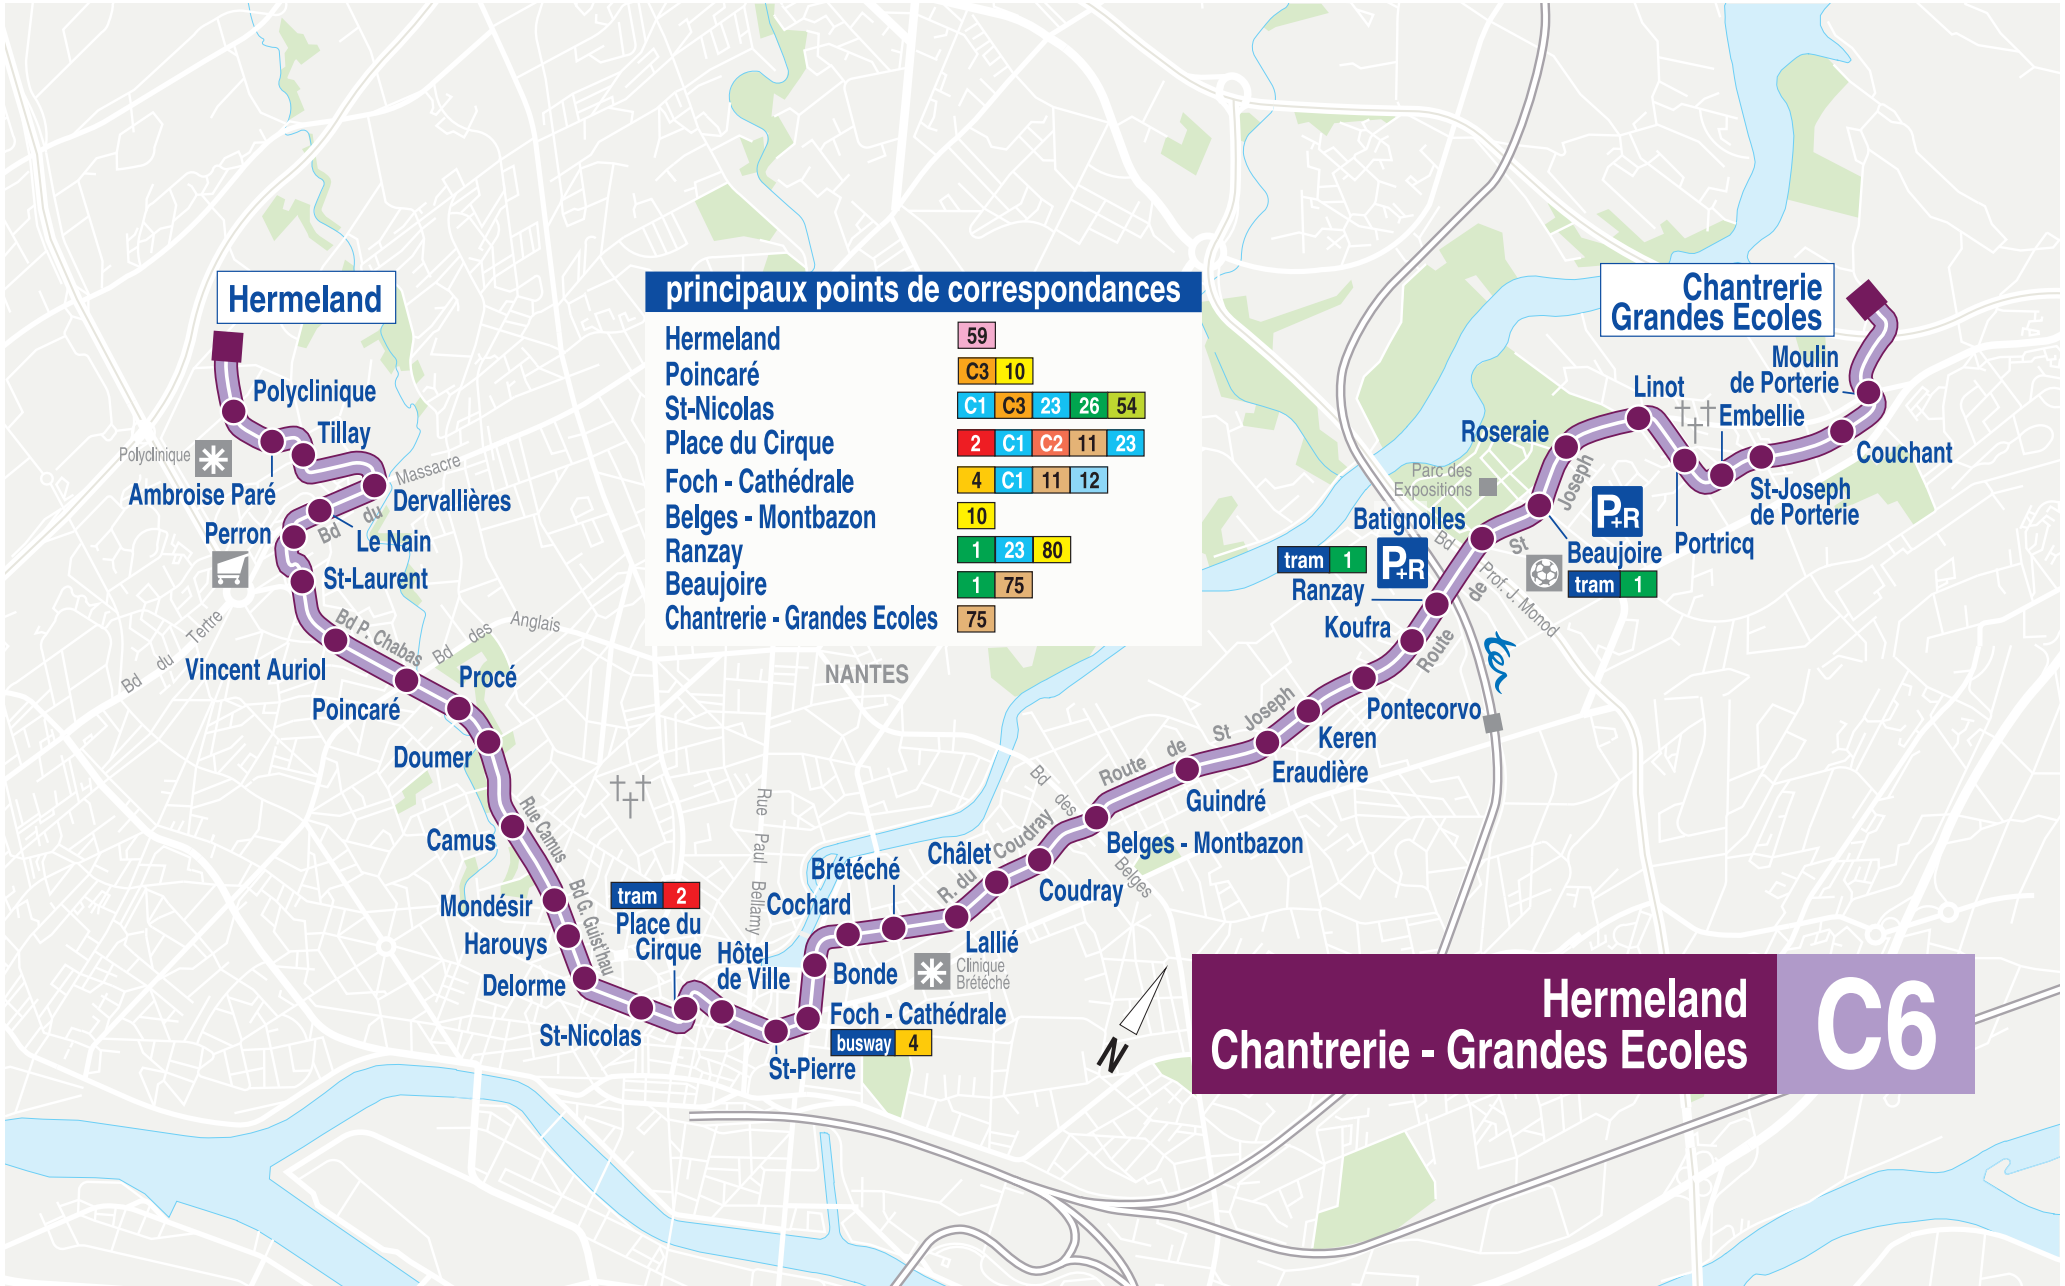 Hermeland
Polyclinique
Tillay
Polyclinique
Ambroise Paré
Massacre
Dervallières
Bd du
Perron
Le Nain
St-Laurent
Bd du Tertre
Bd P. Chabas
Bd des Anglais
Vincent Auriol
Procé
Poincaré
Doumer
Rue Camus
Camus
Mondésir
Bd G. Guist'hau
Harouys
Delorme
St-Nicolas
tram 2
Place du
Cirque
Rue Paul Bellamy
Hôtel
de Ville
St-Pierre
Foch - Cathédrale
busway 4
Bonde
Cochard
Brétéché
Clinique
Brétéché
Lallié
Châlet
R. du Coudray
Coudray
Bd des Belges
Belges - Montbazon
Route de St Joseph
Guindré
Eraudière
Keren
Pontecorvo
Koufra
Route de St Joseph
ter
tram 1
P+R
Ranzay
Bd Prof. J. Monod
Batignolles
Parc des
Expositions
Roseraie
P+R
Beaujoire
tram 1
Linot
Portricq
Embellie
St-Joseph
de Porterie
Couchant
Moulin
de Porterie
Chantrerie
Grandes Ecoles
NANTES
principaux points de correspondances
Hermeland 59
Poincaré C3 10
St-Nicolas C1 C3 23 26 54
Place du Cirque 2 C1 C2 11 23
Foch - Cathédrale 4 C1 11 12
Belges - Montbazon 10
Ranzay 1 23 80
Beaujoire 1 75
Chantrerie - Grandes Ecoles 75
N
Hermeland
Chantrerie - Grandes Ecoles
C6